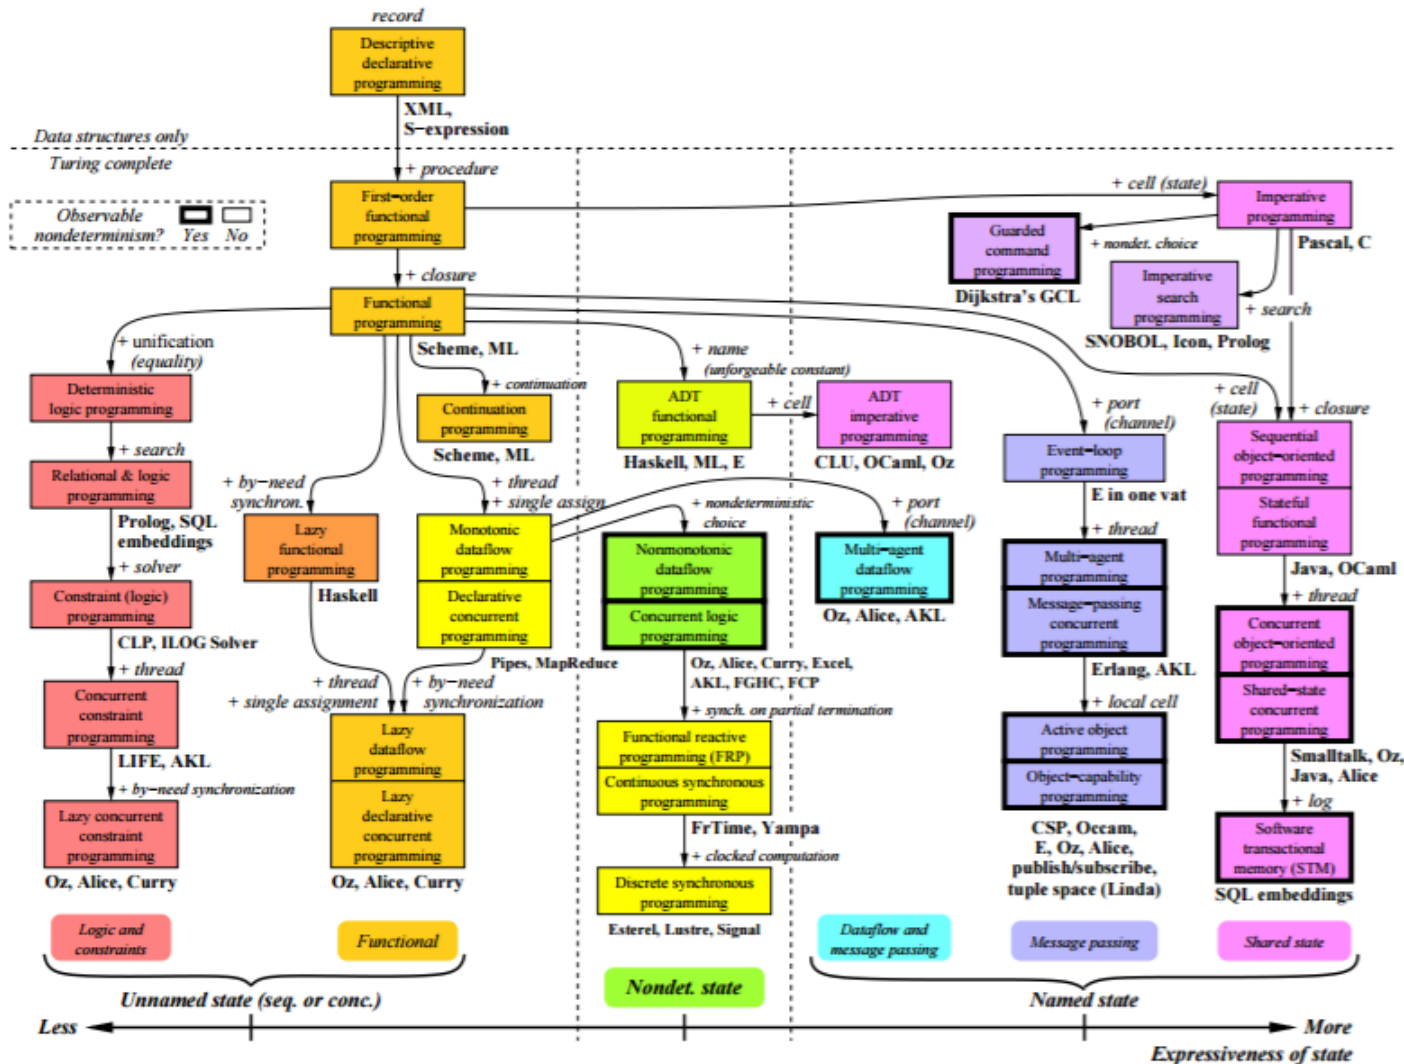 record
Descriptive
declarative
programming
XML,
S−expression
Data structures only
Turing complete
+ procedure
Observable
nondeterminism?
Yes
No
First−order
functional
programming
+ cell (state)
Imperative
programming
Pascal, C
Guarded
command
programming
+ nondet. choice
Dijkstra's GCL
Imperative
search
programming
+ search
SNOBOL, Icon, Prolog
+ closure
Functional
programming
Scheme, ML
+ unification
(equality)
Deterministic
logic programming
+ search
Relational & logic
programming
Prolog, SQL
embeddings
+ solver
Constraint (logic)
programming
CLP, ILOG Solver
+ thread
Concurrent
constraint
programming
LIFE, AKL
+ by−need synchronization
Lazy concurrent
constraint
programming
Oz, Alice, Curry
+ continuation
Continuation
programming
Scheme, ML
+ by−need
synchron.
Lazy
functional
programming
Haskell
+ thread
+ single assign.
Monotonic
dataflow
programming
Declarative
concurrent
programming
Pipes, MapReduce
+ thread
+ single assignment
+ by−need
synchronization
Lazy
dataflow
programming
Lazy
declarative
concurrent
programming
Oz, Alice, Curry
+ name
(unforgeable constant)
ADT
functional
programming
Haskell, ML, E
+ cell
ADT
imperative
programming
CLU, OCaml, Oz
+ nondeterministic
choice
Nonmonotonic
dataflow
programming
Concurrent logic
programming
Oz, Alice, Curry, Excel,
AKL, FGHC, FCP
+ synch. on partial termination
Functional reactive
programming (FRP)
Continuous synchronous
programming
FrTime, Yampa
+ clocked computation
Discrete synchronous
programming
Esterel, Lustre, Signal
+ port
(channel)
Multi−agent
dataflow
programming
Oz, Alice, AKL
+ port
(channel)
Event−loop
programming
E in one vat
+ thread
Multi−agent
programming
Message−passing
concurrent
programming
Erlang, AKL
+ local cell
Active object
programming
Object−capability
programming
CSP, Occam,
E, Oz, Alice,
publish/subscribe,
tuple space (Linda)
+ cell
(state)
+ closure
Sequential
object−oriented
programming
Stateful
functional
programming
Java, OCaml
+ thread
Concurrent
object−oriented
programming
Shared−state
concurrent
programming
Smalltalk, Oz,
Java, Alice
+ log
Software
transactional
memory (STM)
SQL embeddings
Logic and
constraints
Functional
Dataflow and
message passing
Message passing
Shared state
Unnamed state (seq. or conc.)
Nondet. state
Named state
Less
More
Expressiveness of state